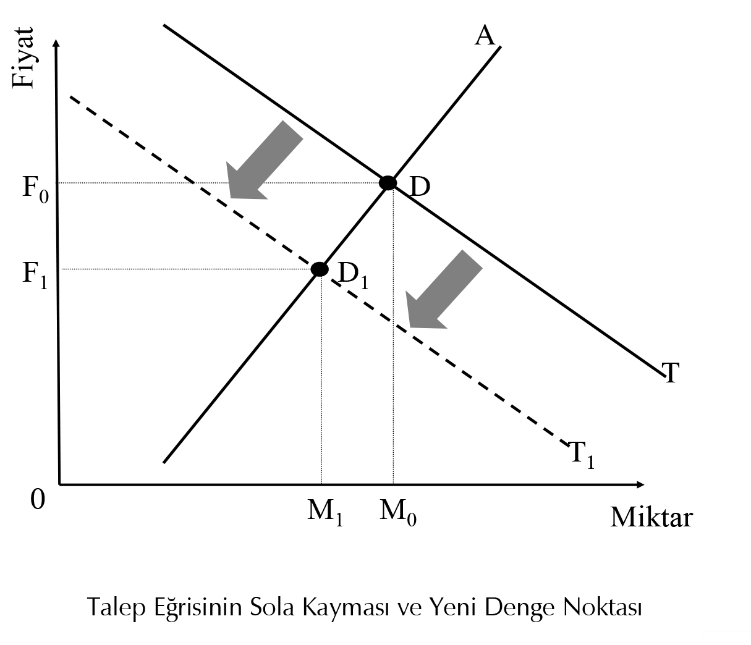 Fiyat
A
F₀
D
F₁
D₁
T
T₁
0
M₁
M₀
Miktar
Talep Eğrisinin Sola Kayması ve Yeni Denge Noktası